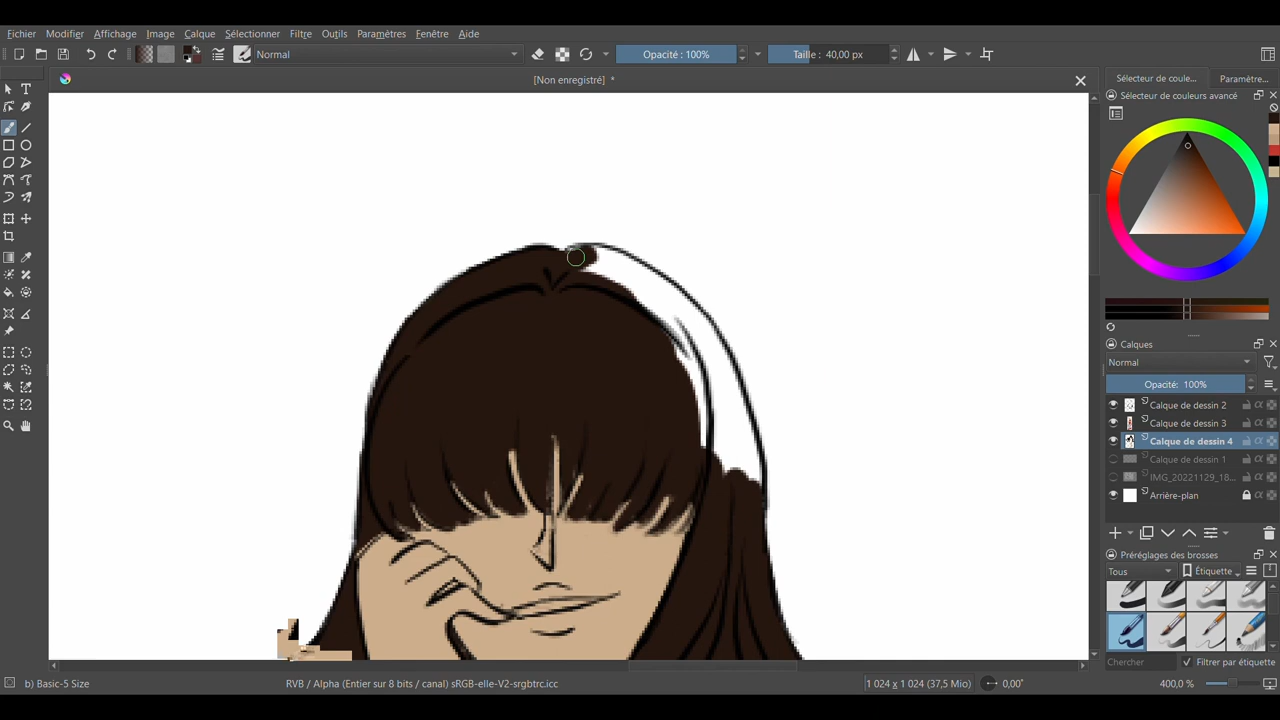 Fichier Modifier Affichage Image Calque Sélectionner Filtre Outils Paramètres Fenêtre Aide
Normal
Opacité : 100%
Taille : 40,00 px
[Non enregistré] *
Sélecteur de coule...
Paramètre...
Sélecteur de couleurs avancé
Calques
Normal
Opacité: 100%
Calque de dessin 2
Calque de dessin 3
Calque de dessin 4
Calque de dessin 1
IMG_20221129_18...
Arrière-plan
Préréglages des brosses
Tous
Étiquette
Chercher
Filtrer par étiquette
b) Basic-5 Size
RVB / Alpha (Entier sur 8 bits / canal) sRGB-elle-V2-srgbtrc.icc
1 024 x 1 024 (37,5 Mio)
0,00°
400,0 %